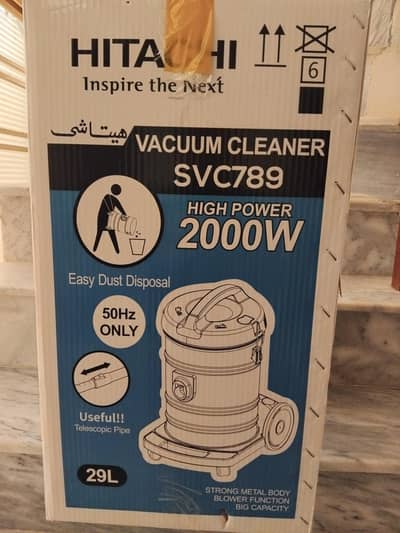 HITACHI
6
Inspire the Next
هيتاشى
VACUUM CLEANER
SVC789
HIGH POWER
2000W
Easy Dust Disposal
50Hz
ONLY
Useful!!
Telescopic Pipe
29L
STRONG METAL BODY
BLOWER FUNCTION
BIG CAPACITY